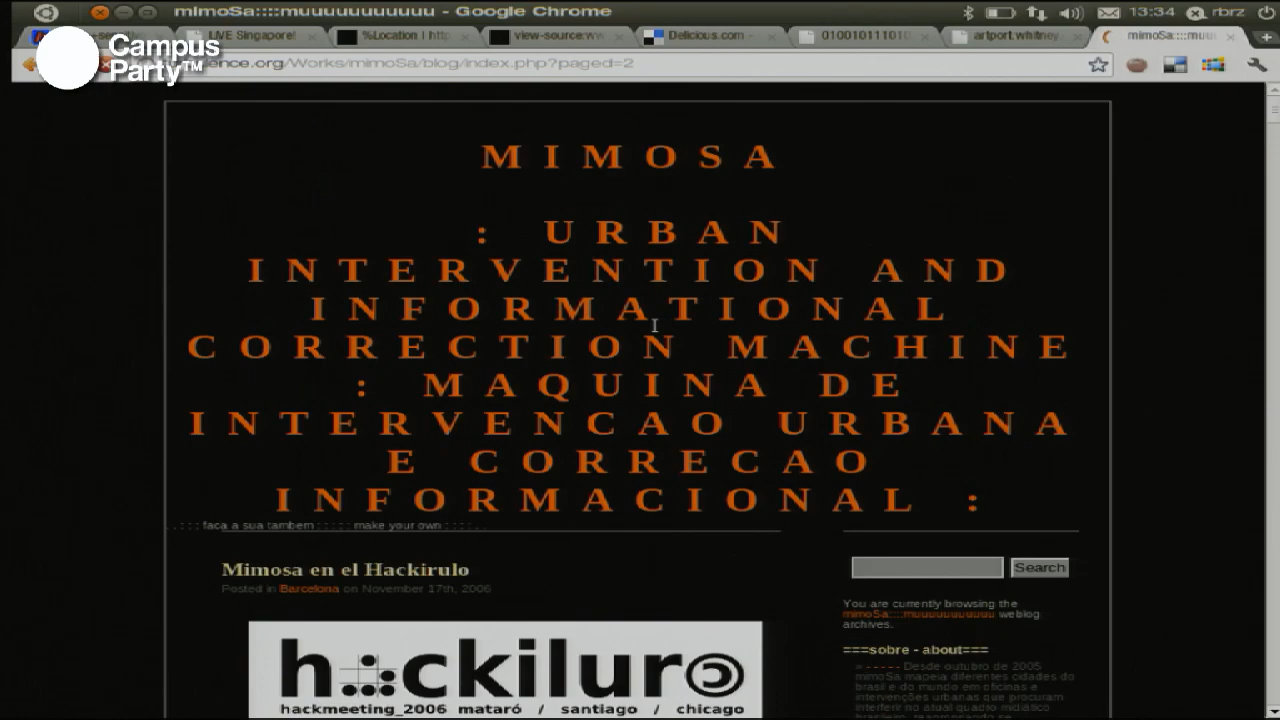 mimoSa::::muuuuuuuuuuu - Google Chrome
13:34
rbrz
LIVE Singapore!
%Location | http
view-source:ww
Delicious.com -
010010111010
artport.whitney
mimoSa::::muu
Campus
Party™
ence.org/Works/mimoSa/blog/index.php?paged=2
MIMOSA
: URBAN
INTERVENTION AND
INFORMATIONAL
CORRECTION MACHINE
: MAQUINA DE
INTERVENCAO URBANA
E CORRECAO
INFORMACIONAL :
. . : : : faca a sua tambem : : : : : make your own : : : : . .
Mimosa en el Hackirulo
Posted in Barcelona on November 17th, 2006
Search
You are currently browsing the
mimoSa::::muuuuuuuuuuu weblog
archives.
===sobre - about===
» - - - - - Desde outubro de 2005
mimoSa mapeia diferentes cidades do
brasil e do mundo em oficinas e
intervenções urbanas que procuram
interferir no atual quadro midiático
hackilur
ackmeeting_2006 mataró / santiago / chicago